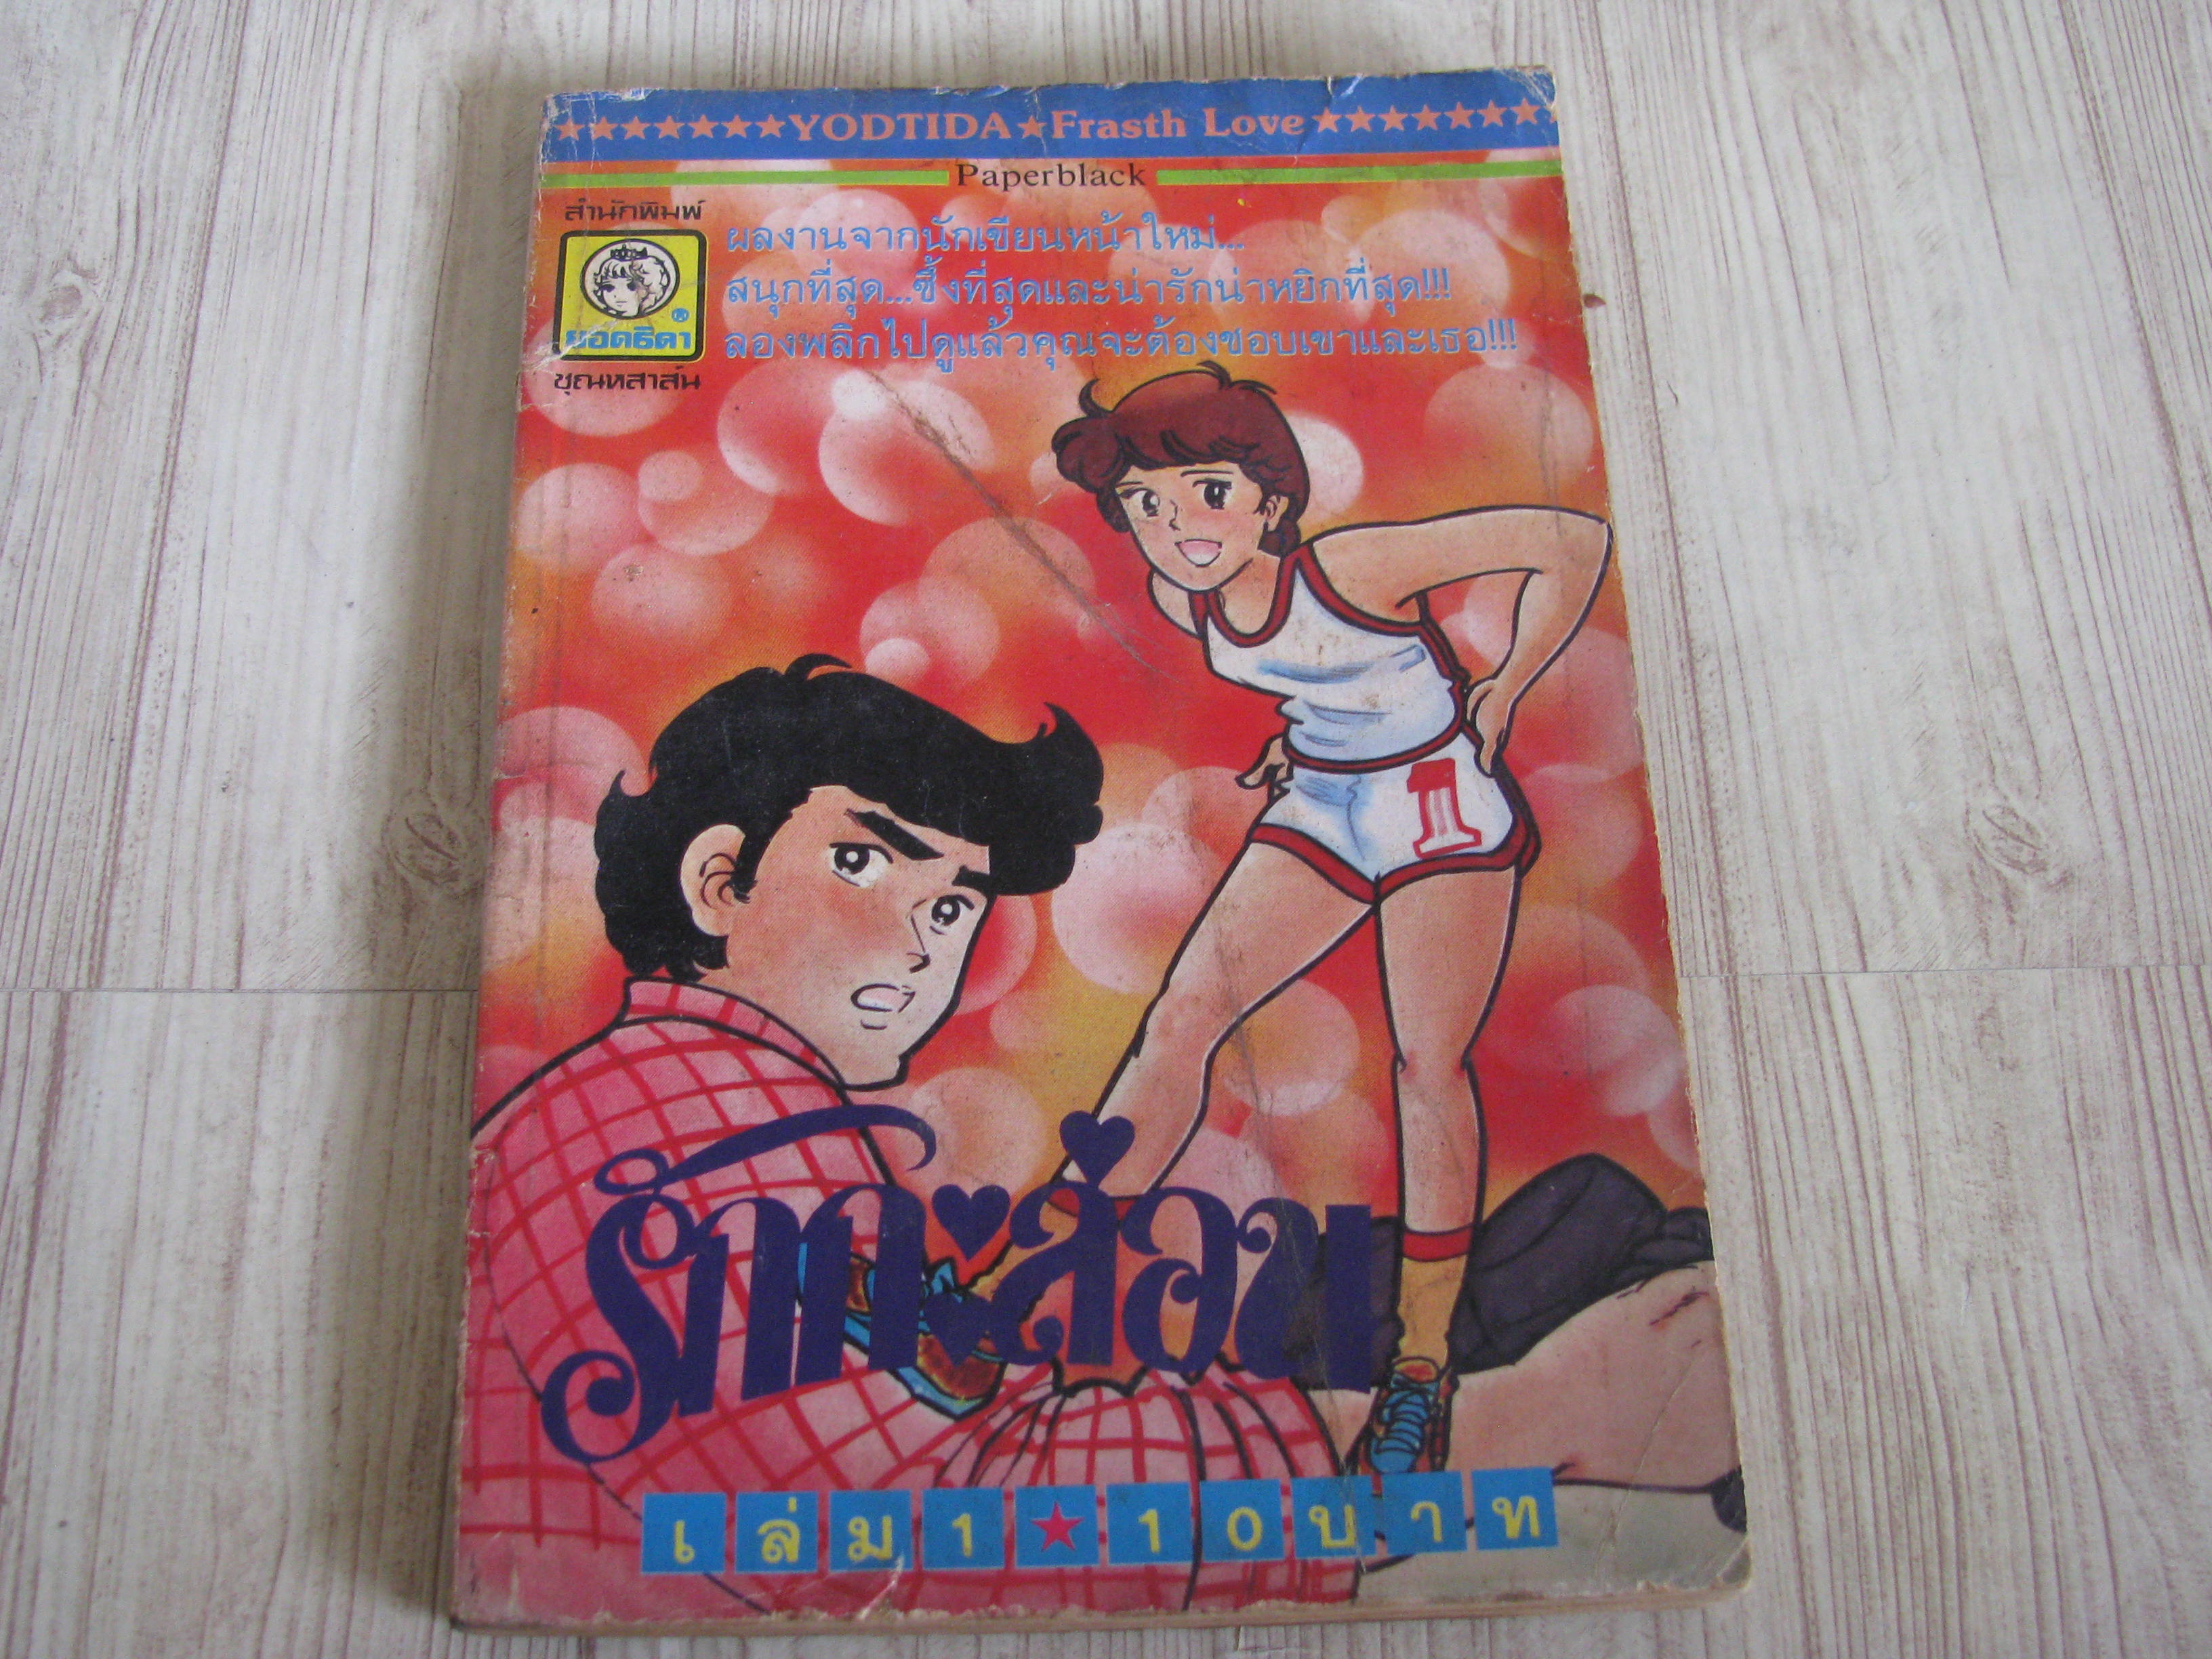 ★★★★★★★YODTIDA★Frasth Love★★★★★★★
Paperblack
สำนักพิมพ์
ยอดธิดา
ชุณหสาส์น
ผลงานจากนักเขียนหน้าใหม่...
สนุกที่สุด...ซึ้งที่สุดและน่ารักน่าหยิกที่สุด!!!
ลองพลิกไปดูแล้วคุณจะต้องชอบเขาและเธอ!!!
1
รัก
เล่ม1★10บาท